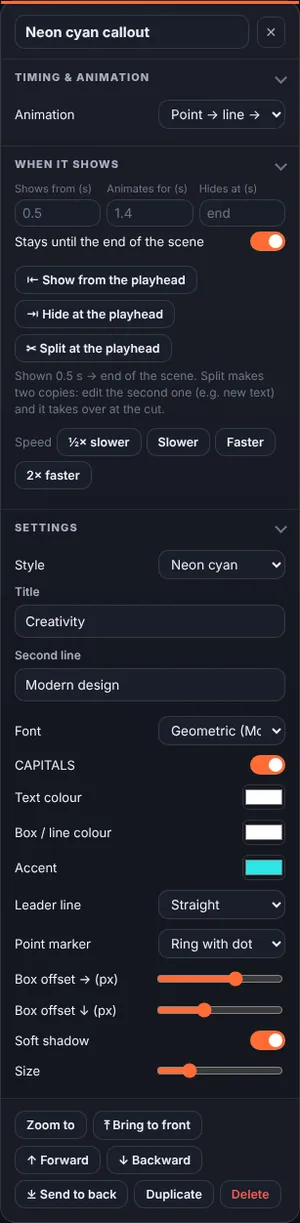 Neon cyan callout ✕
TIMING & ANIMATION
Animation Point → line →
WHEN IT SHOWS
Shows from (s) Animates for (s) Hides at (s)
0.5 1.4 end
Stays until the end of the scene
⇤ Show from the playhead
⇥ Hide at the playhead
✂ Split at the playhead
Shown 0.5 s → end of the scene. Split makes
two copies: edit the second one (e.g. new text)
and it takes over at the cut.
Speed ½× slower Slower Faster
2× faster
SETTINGS
Style Neon cyan
Title
Creativity
Second line
Modern design
Font Geometric (Mc
CAPITALS
Text colour
Box / line colour
Accent
Leader line Straight
Point marker Ring with dot
Box offset → (px)
Box offset ↓ (px)
Soft shadow
Size
Zoom to ⤒ Bring to front
↑ Forward ↓ Backward
⤓ Send to back Duplicate Delete